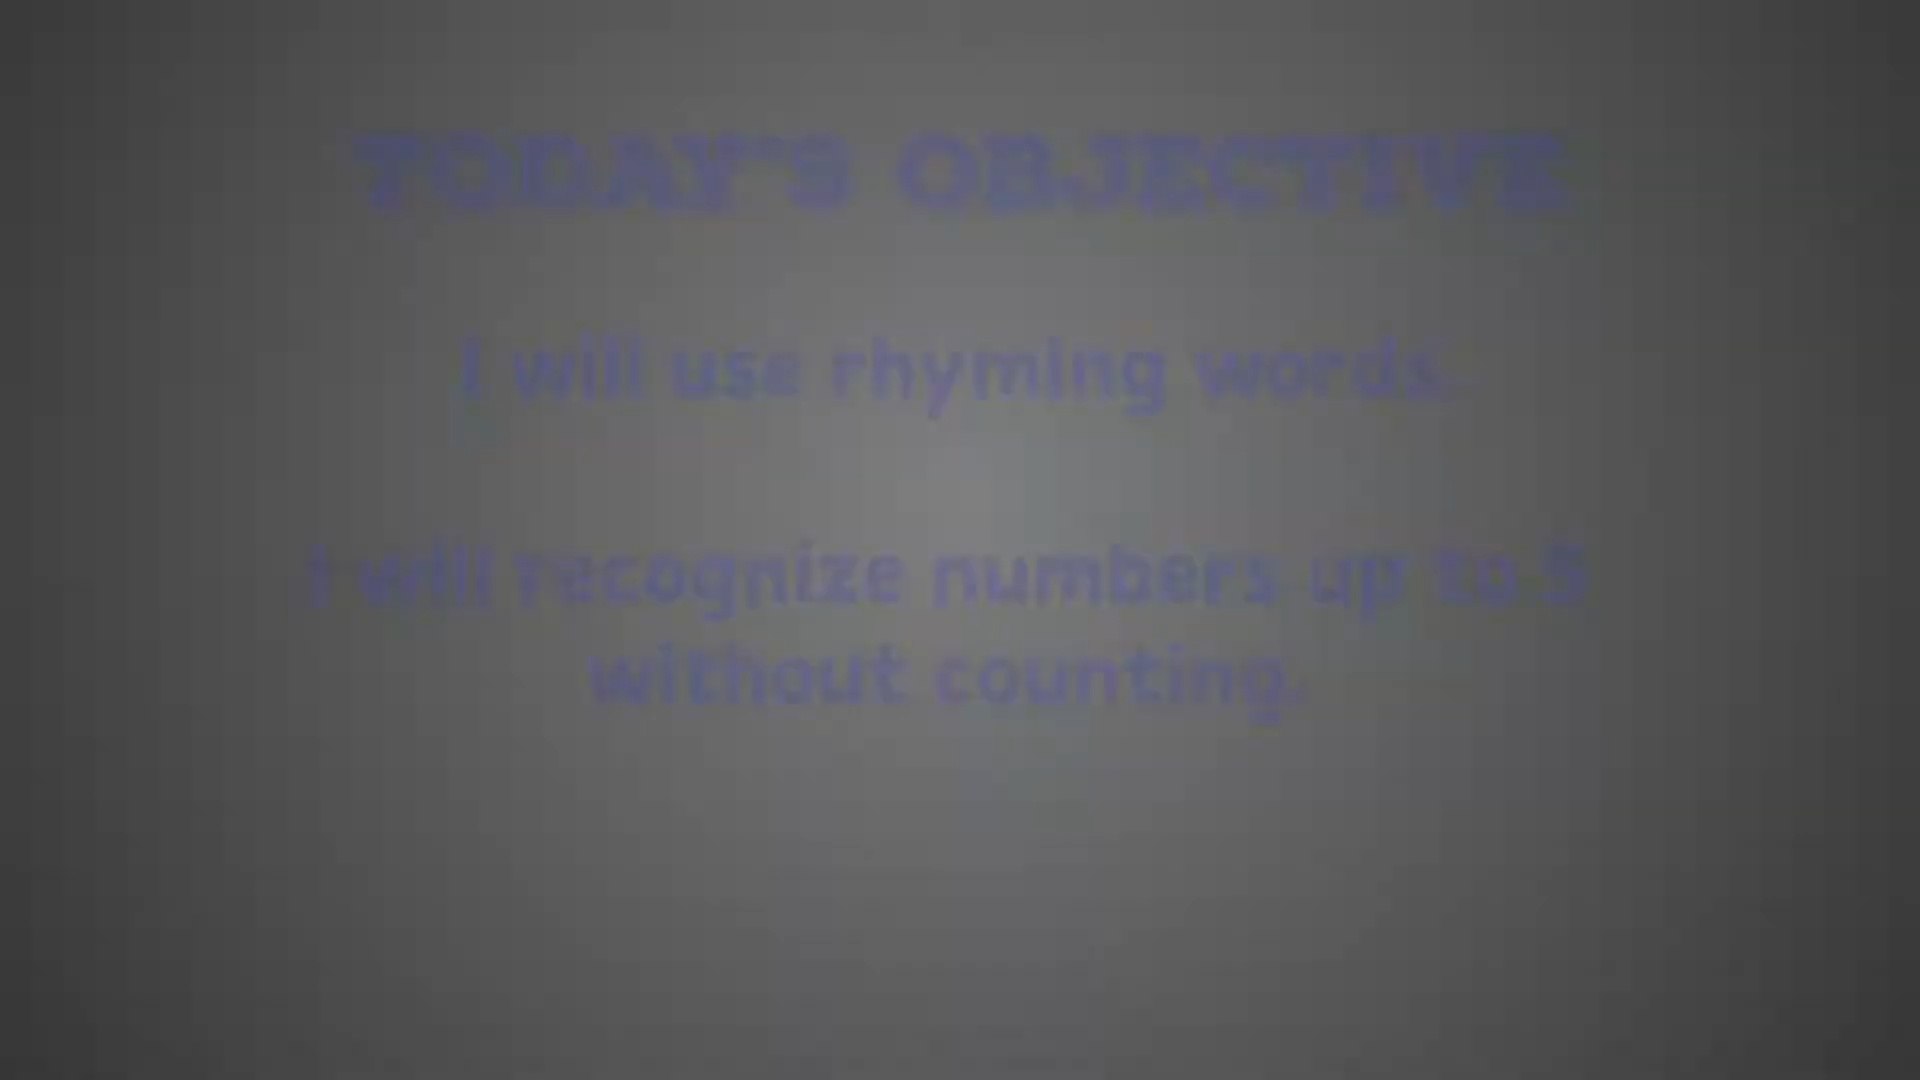 TODAY'S OBJECTIVE
I will use rhyming words.
I will recognize numbers up to 5
without counting.